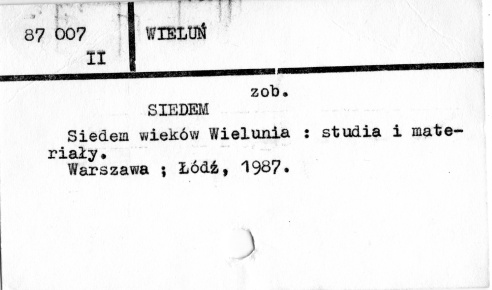 87 007 WIELUŃ
II
zob.
SIEDEM
Siedem wieków Wielunia : studia i mate-
riały.
Warszawa ; Łódź, 1987.